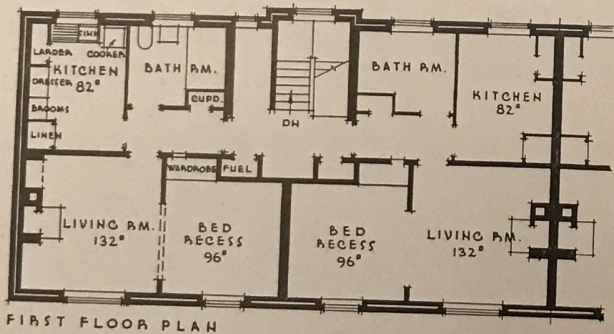 SINK
LARDER
COOKER
KITCHEN
82°
DRESSER
BROOMS
LINEN
BATH RM.
CUPD.
DN
BATH RM.
KITCHEN
82°
WARDROBE
FUEL
LIVING RM.
132°
BED
RECESS
96°
BED
RECESS
96°
LIVING RM.
132°
FIRST FLOOR PLAN